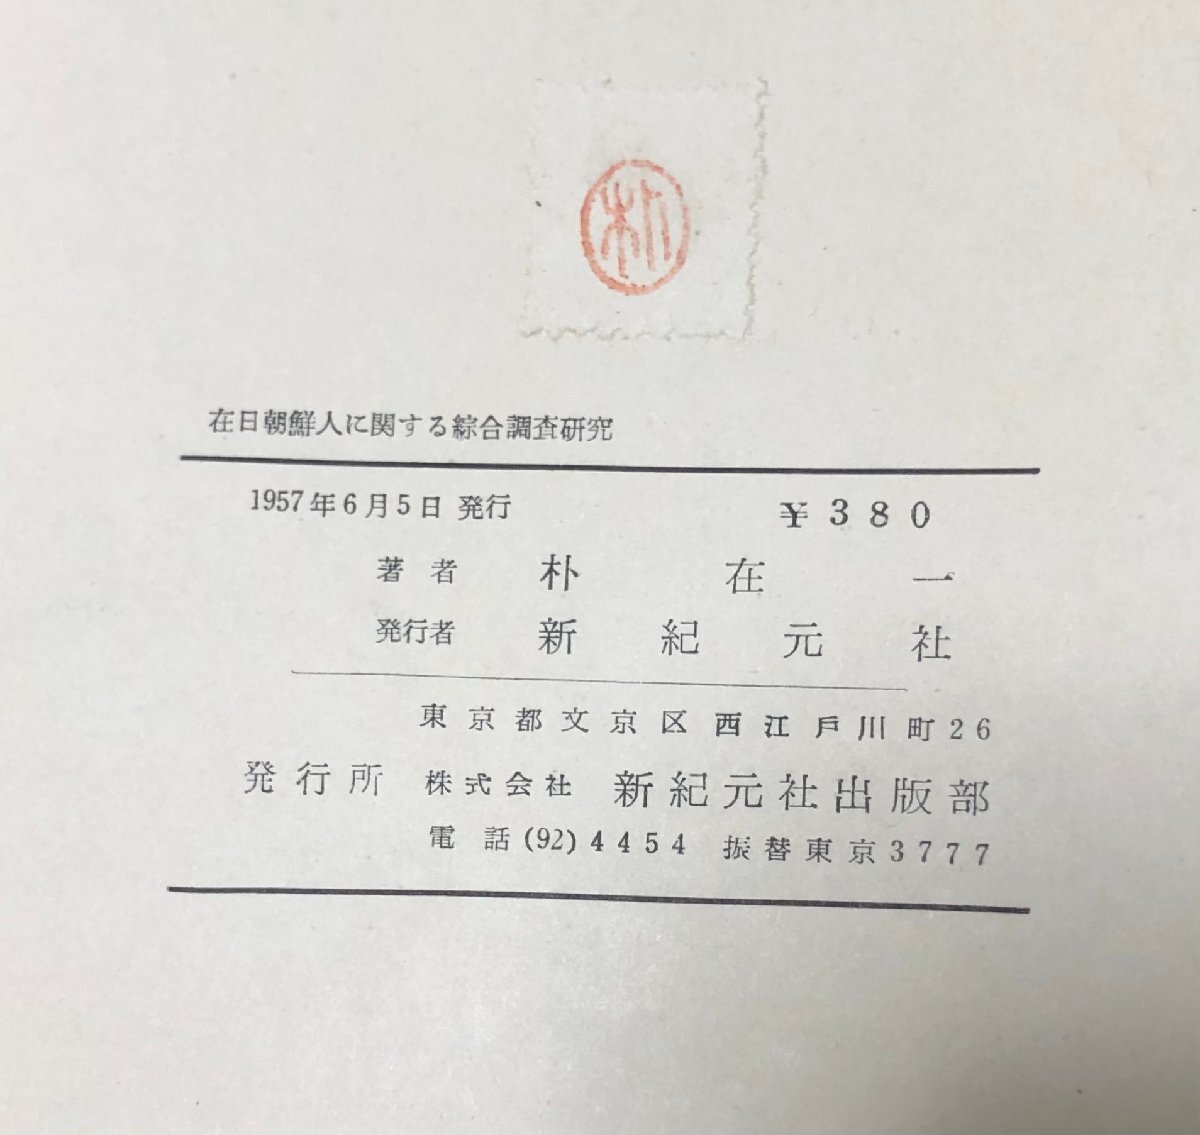 朴
在日朝鮮人に関する綜合調査研究
1957年6月5日 発行 ¥380
著者 朴在一
発行者 新紀元社
東京都文京区西江戸川町26
発行所 株式会社 新紀元社出版部
電話(92)4454 振替東京3777